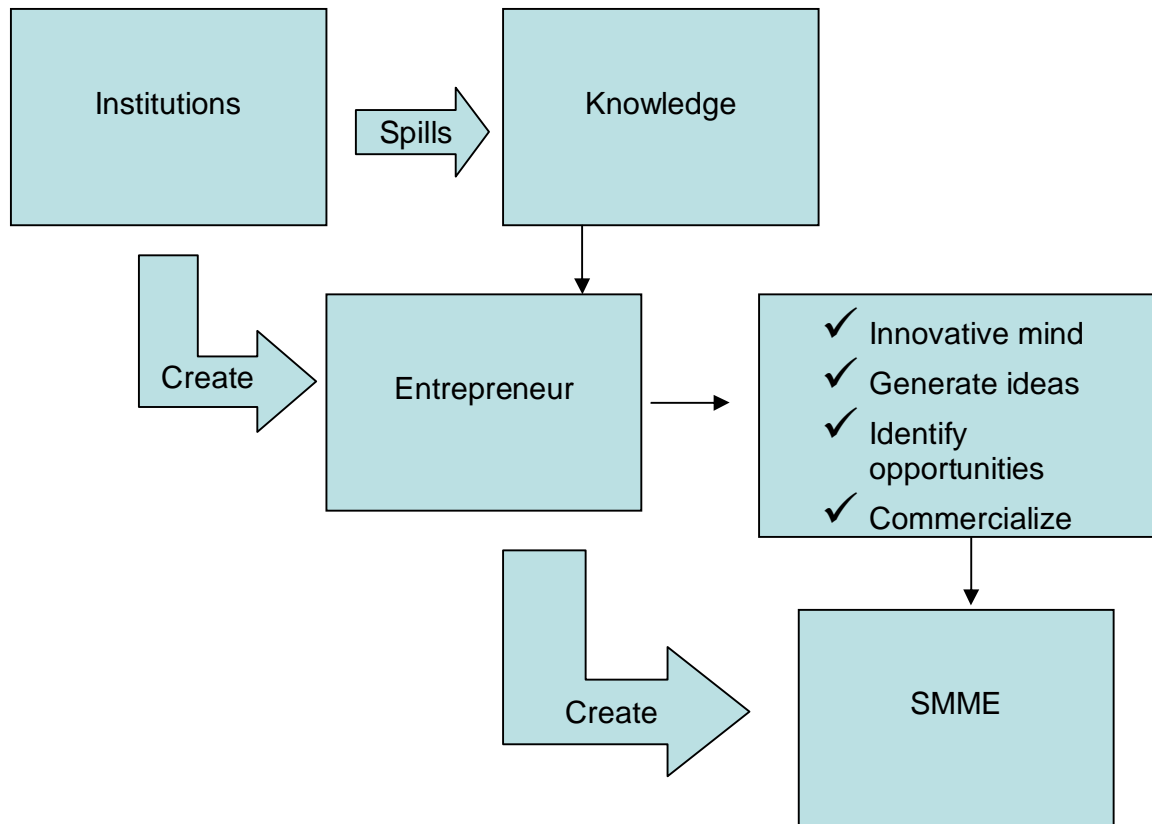 Institutions
Spills
Knowledge
Create
Entrepreneur
✓ Innovative mind
✓ Generate ideas
✓ Identify
opportunities
✓ Commercialize
Create
SMME